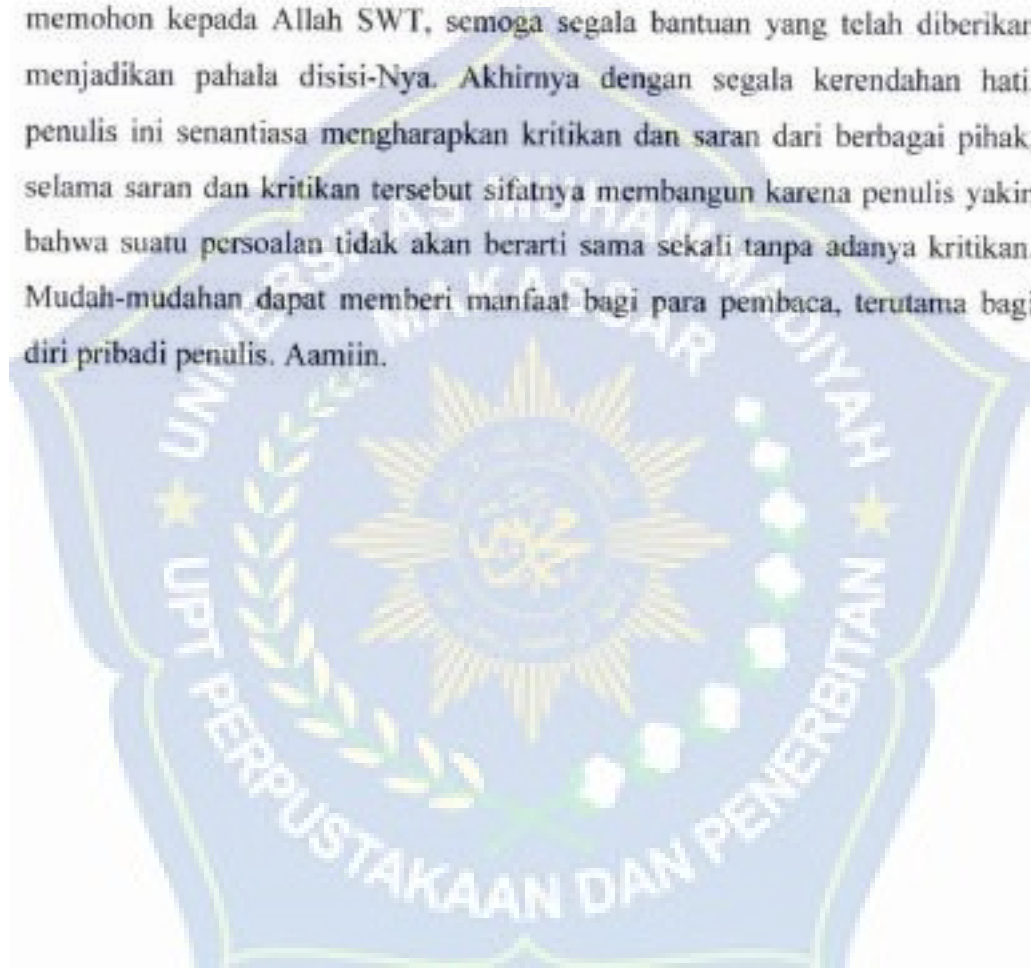 memohon kepada Allah SWT, semoga segala bantuan yang telah diberikan
menjadikan pahala disisi-Nya. Akhirnya dengan segala kerendahan hati
penulis ini senantiasa mengharapkan kritikan dan saran dari berbagai pihak,
selama saran dan kritikan tersebut sifatnya membangun karena penulis yakin
bahwa suatu persoalan tidak akan berarti sama sekali tanpa adanya kritikan.
Mudah-mudahan dapat memberi manfaat bagi para pembaca, terutama bagi
diri pribadi penulis. Aamiin.
UNIVERSITAS MUHAMMADIYAH
MAKASSAR
UPT PERPUSTAKAAN DAN PENERBITAN